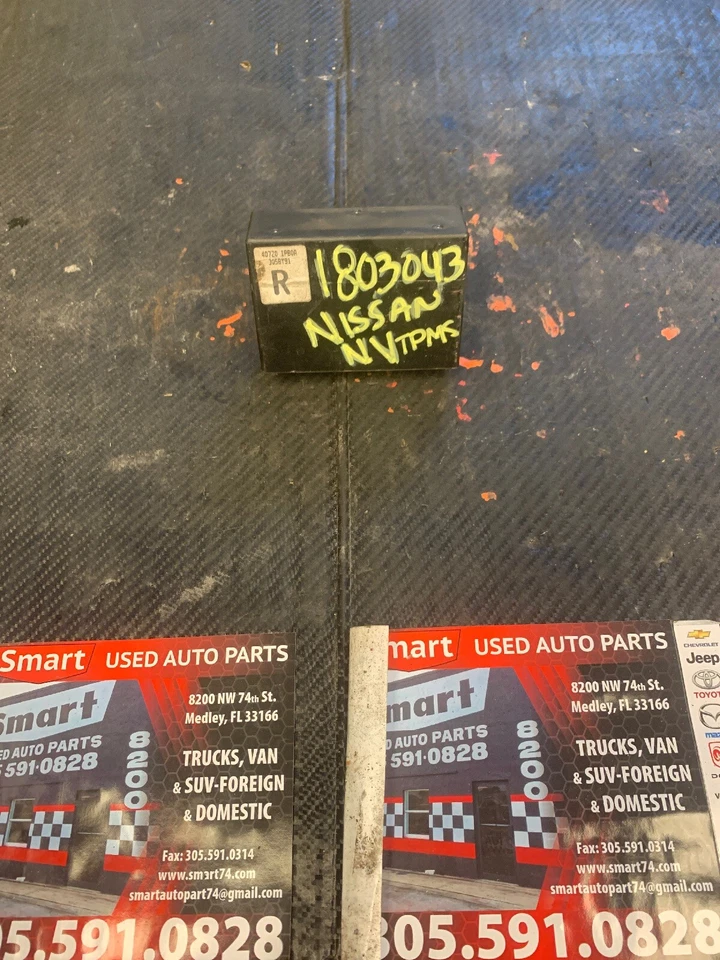 40720 1PB0A
R
1803043
NISSAN
NV TPMS
Smart USED AUTO PARTS
8200 NW 74th St.
Medley, FL 33166
Smart
ED AUTO PARTS
5 591·0828
8200
TRUCKS, VAN
& SUV-FOREIGN
& DOMESTIC
Fax: 305.591.0314
www.smart74.com
smartautopart74@gmail.com
05.591.0828
mart USED AUTO PARTS
8200 NW 74th St.
Medley, FL 33166
mart
D AUTO PARTS
591·0828
8200
TRUCKS, VAN
& SUV-FOREIGN
& DOMESTIC
Fax: 305.591.0314
www.smart74.com
smartautopart74@gmail.com
305.591.0828
CHEVROLET
Jeep
TOYOT
maz